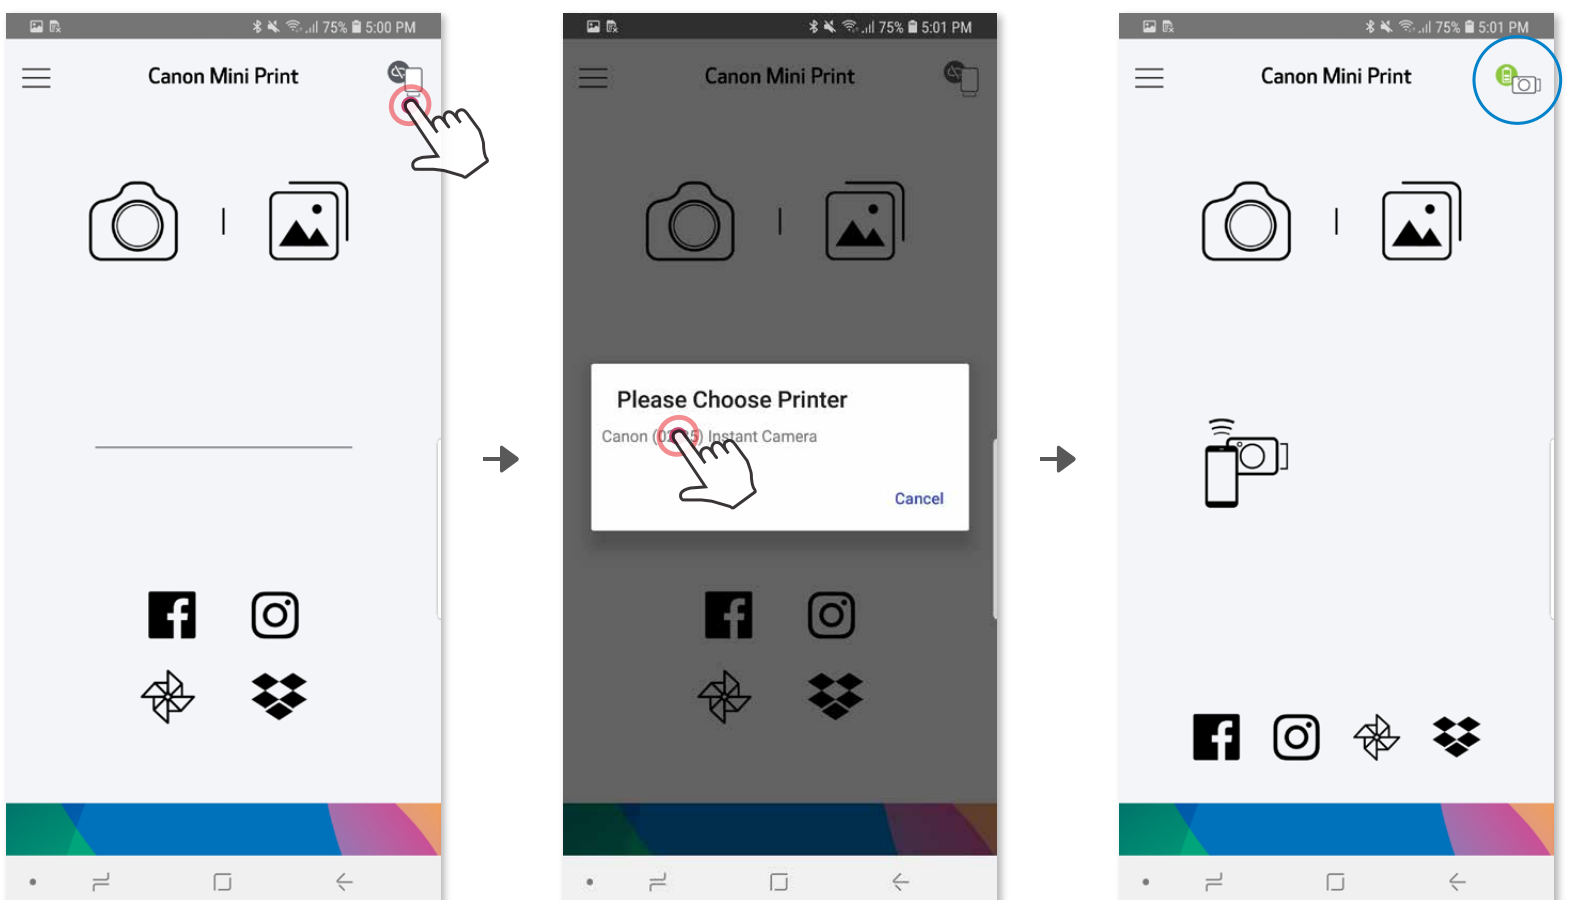 75% 5:00 PM
Canon Mini Print
75% 5:01 PM
Canon Mini Print
Please Choose Printer
Canon ( ) Instant Camera
Cancel
75% 5:01 PM
Canon Mini Print